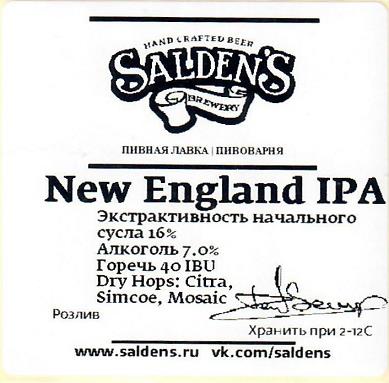 HAND CRAFTED BEER
SALDEN'S
BREWERY
ПИВНАЯ ЛАВКА | ПИВОВАРНЯ
New England IPA
Экстрактивность начального
сусла 16%
Алкоголь 7.0%
Горечь 40 IBU
Dry Hops: Citra,
Simcoe, Mosaic
Розлив
Хранить при 2-12С
www.saldens.ru vk.com/saldens